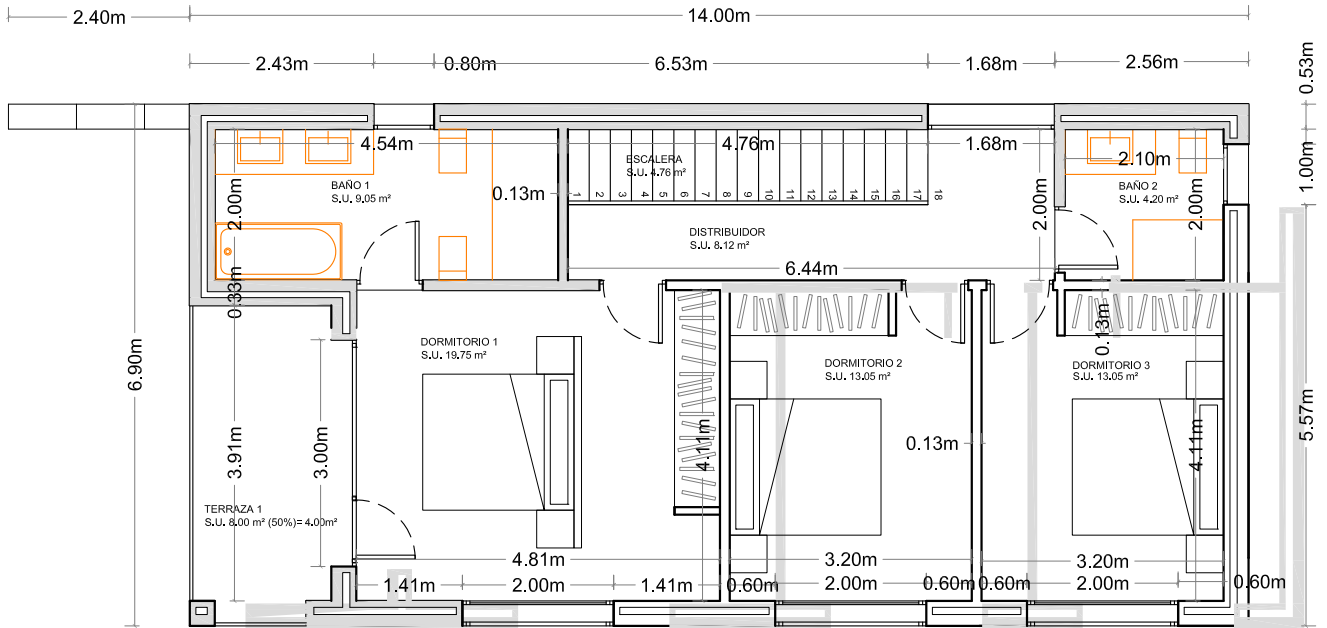 2.40m
14.00m
2.43m
0.80m
6.53m
1.68m
2.56m
0.53m
4.54m
4.76m
1.68m
2.10m
1.00m
ESCALERA
S.U. 4.76 m²
BAÑO 1
S.U. 9.05 m²
BAÑO 2
S.U. 4.20 m²
0.13m
1 2 3 4 5 6 7 8 9 10 11 12 13 14 15 16 17 18
2.00m
2.00m
2.00m
DISTRIBUIDOR
S.U. 8.12 m²
6.44m
0.33m
0.13m
DORMITORIO 1
S.U. 19.75 m²
DORMITORIO 2
S.U. 13.05 m²
DORMITORIO 3
S.U. 13.05 m²
6.90m
3.91m
3.00m
4.11m
0.13m
4.11m
5.57m
TERRAZA 1
S.U. 8.00 m² (50%)= 4.00m²
4.81m
3.20m
3.20m
1.41m
2.00m
1.41m
0.60m
2.00m
0.60m
0.60m
2.00m
0.60m